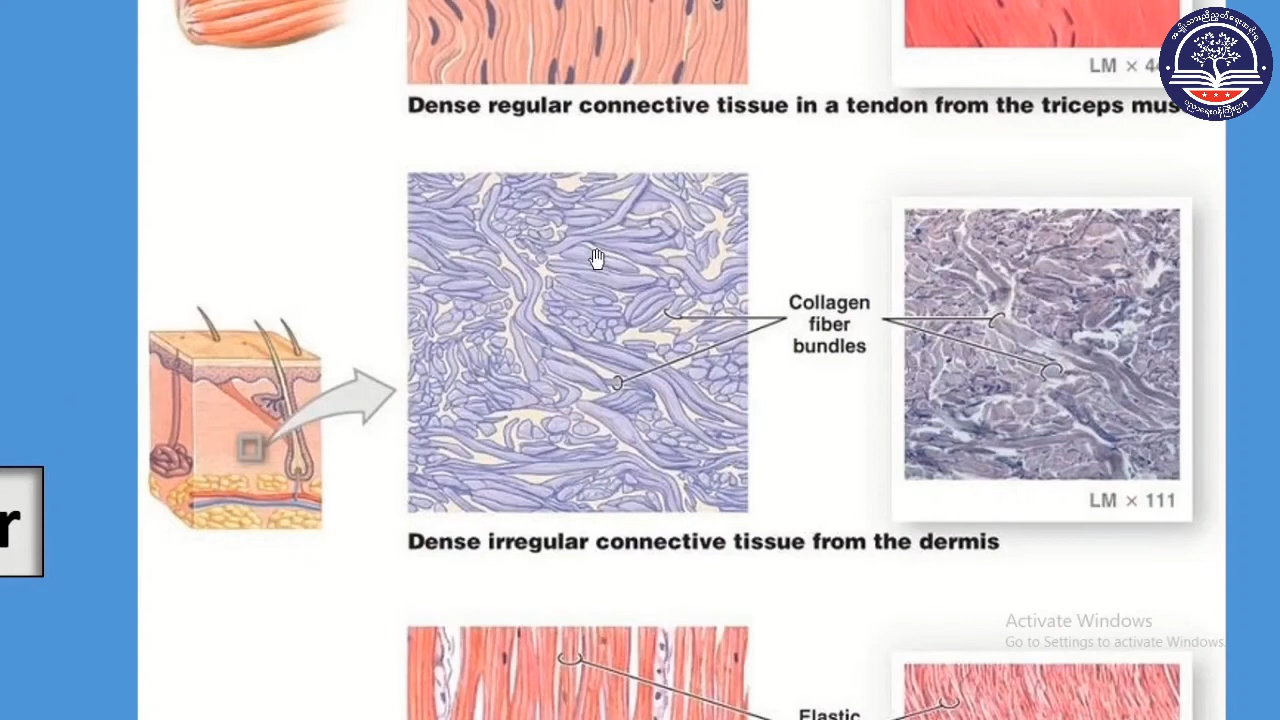 LM × 4
Dense regular connective tissue in a tendon from the triceps mus
Collagen
fiber
bundles
LM × 111
Dense irregular connective tissue from the dermis
r
Activate Windows
Go to Settings to activate Windows.
Elastic